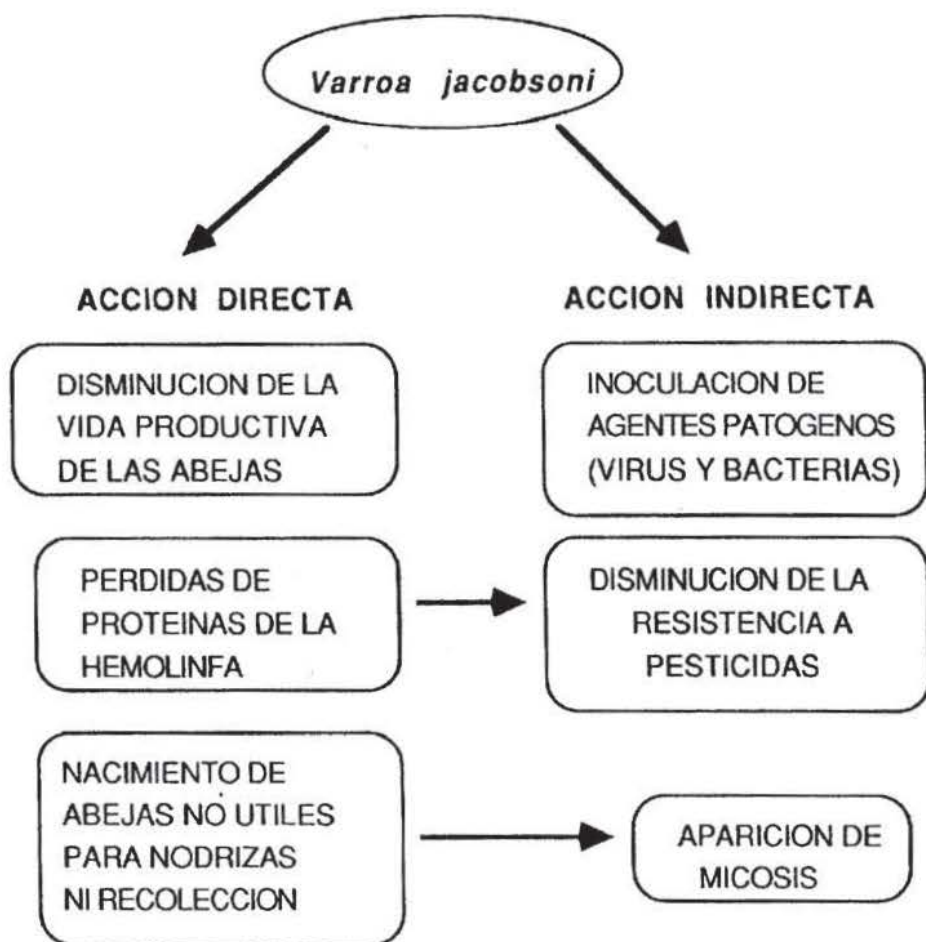 Varroa jacobsoni
ACCION DIRECTA
DISMINUCION DE LA
VIDA PRODUCTIVA
DE LAS ABEJAS
PERDIDAS DE
PROTEINAS DE LA
HEMOLINFA
NACIMIENTO DE
ABEJAS NO UTILES
PARA NODRIZAS
NI RECOLECCION
ACCION INDIRECTA
INOCULACION DE
AGENTES PATOGENOS
(VIRUS Y BACTERIAS)
DISMINUCION DE LA
RESISTENCIA A
PESTICIDAS
APARICION DE
MICOSIS